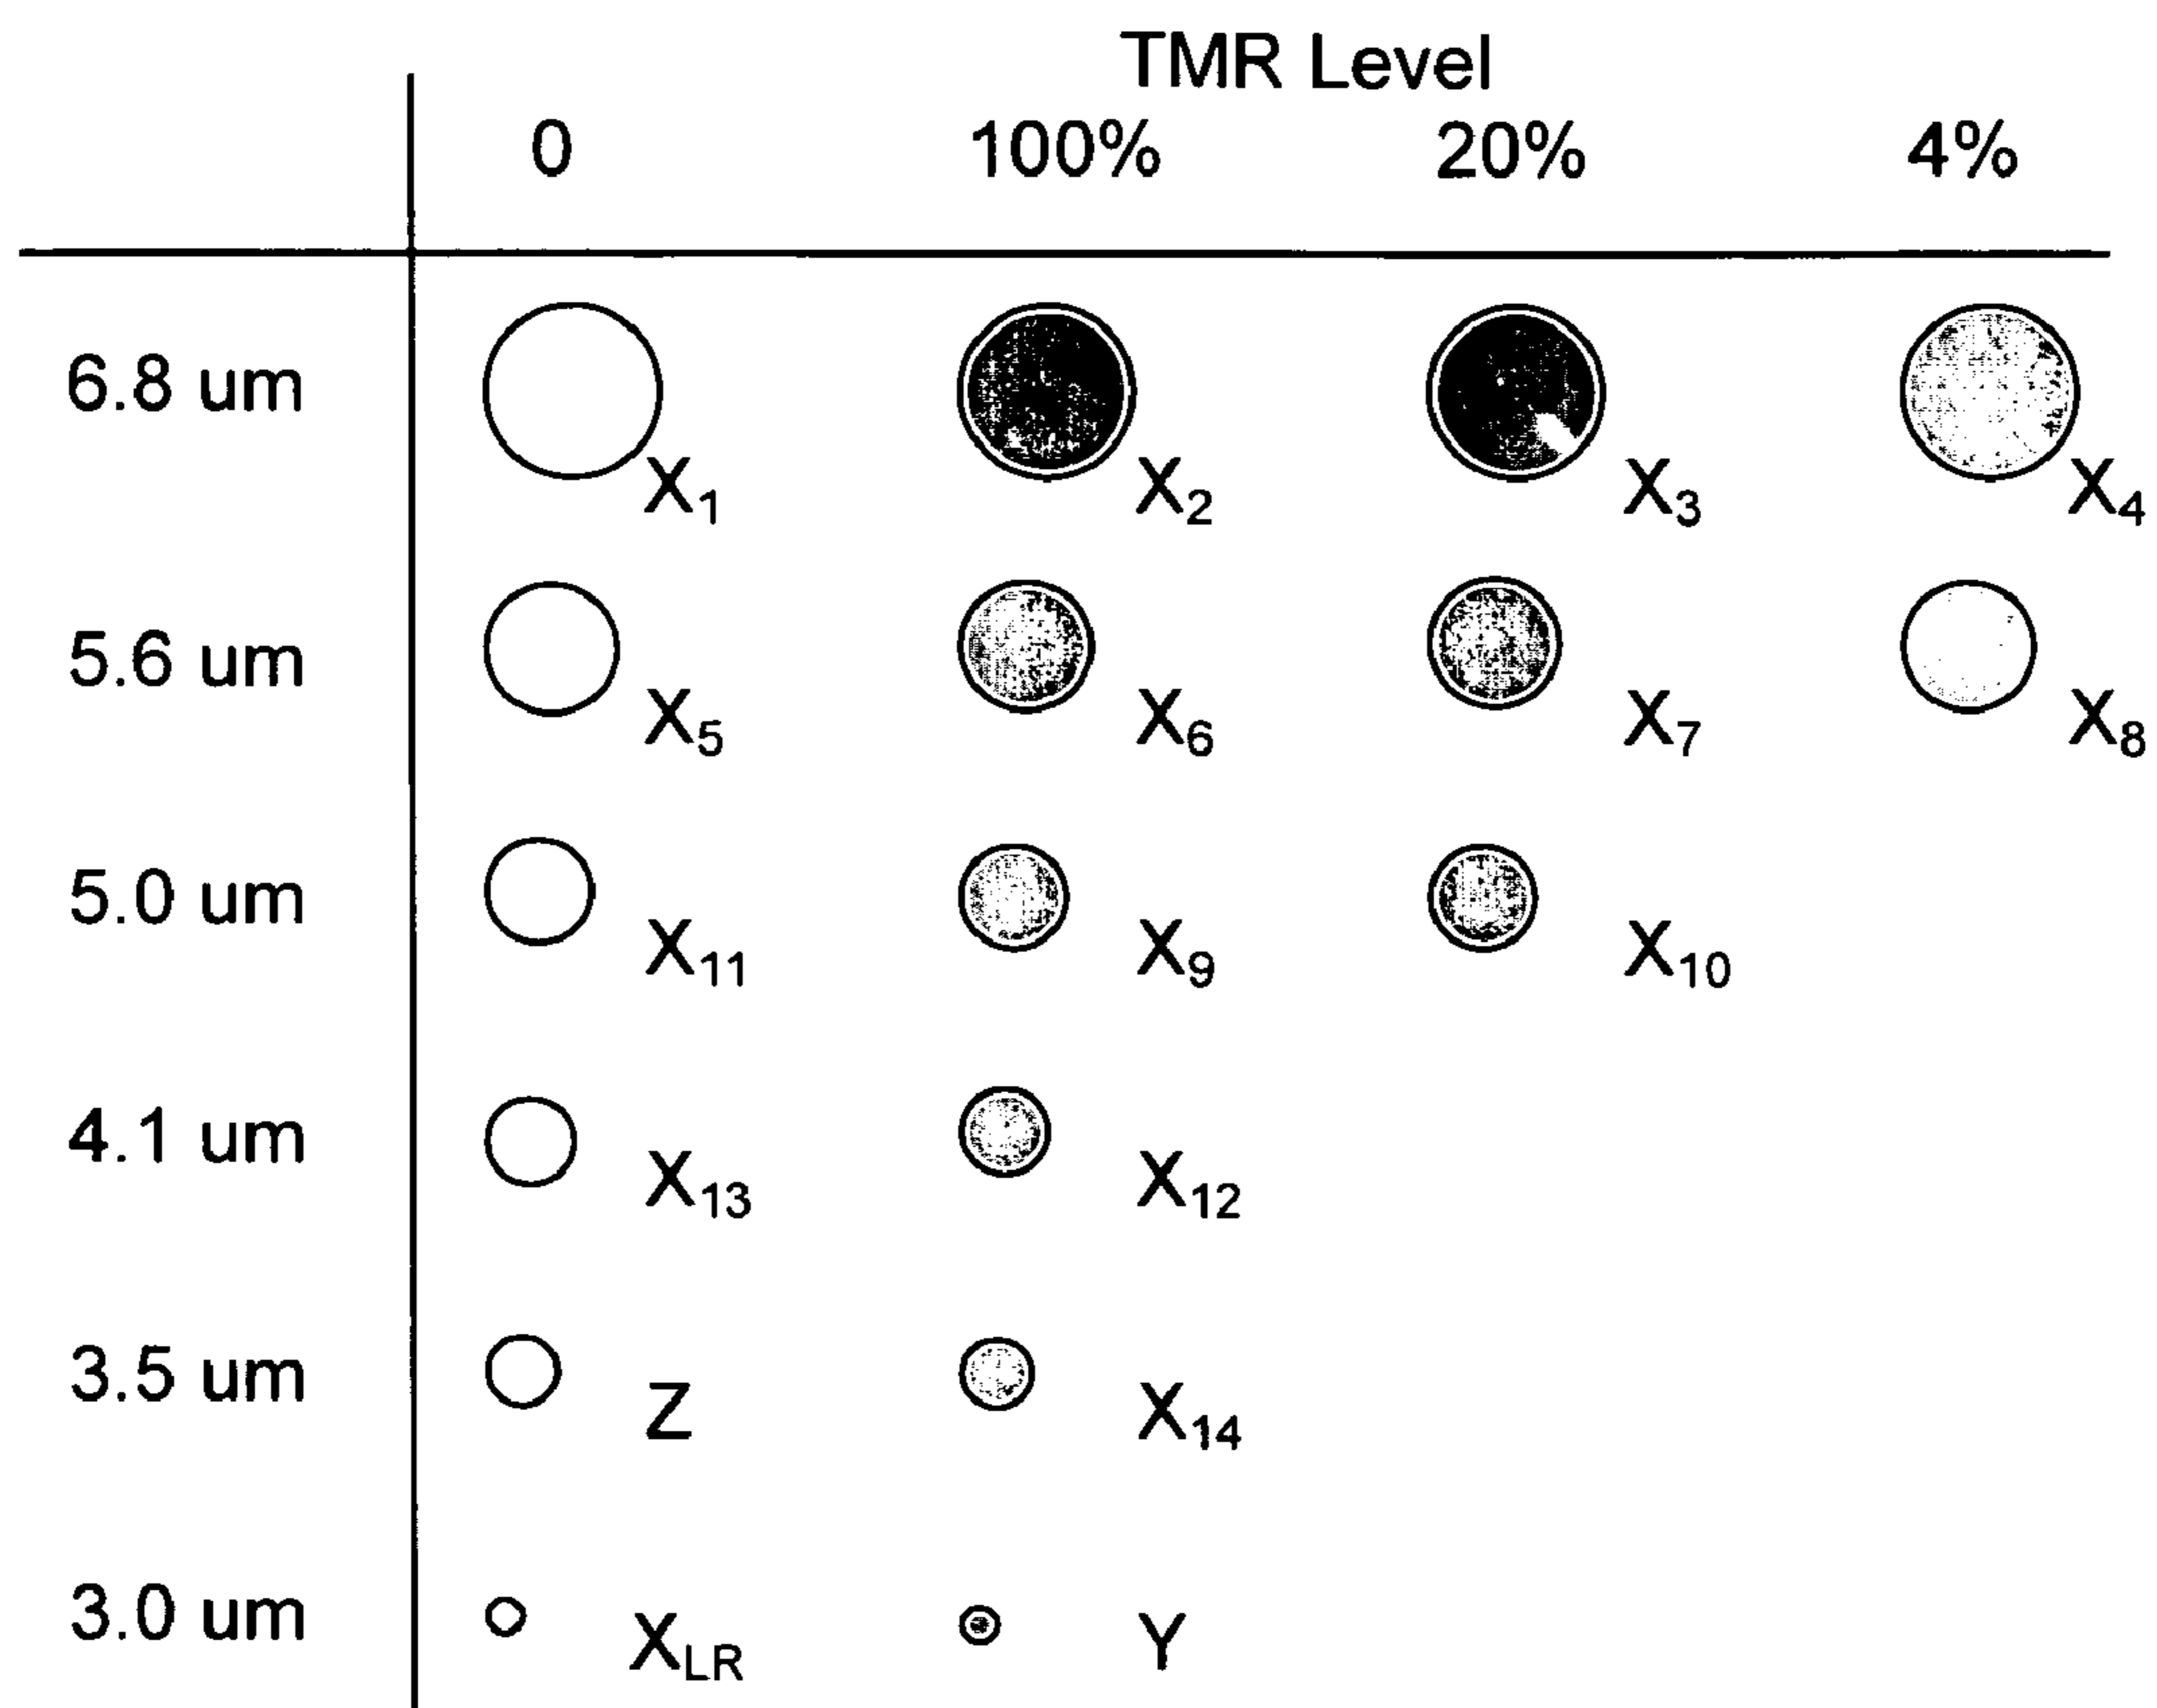 TMR Level
0 100% 20% 4%
6.8 um
X₁ X₂ X₃ X₄
5.6 um
X₅ X₆ X₇ X₈
5.0 um
X₁₁ X₉ X₁₀
4.1 um
X₁₃ X₁₂
3.5 um
Z X₁₄
3.0 um
X_LR Y